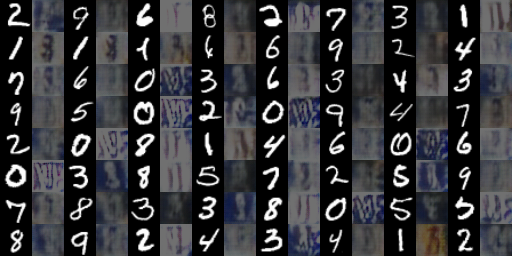 2 9 6 8 2 7 3 1
1 1 1 6 6 9 2 4
7 6 0 3 6 3 4 3
9 5 0 2 0 9 4 7
2 0 8 1 4 6 0 6
0 3 8 5 7 2 5 9
7 8 3 3 8 0 5 5
8 9 2 4 3 4 1 2